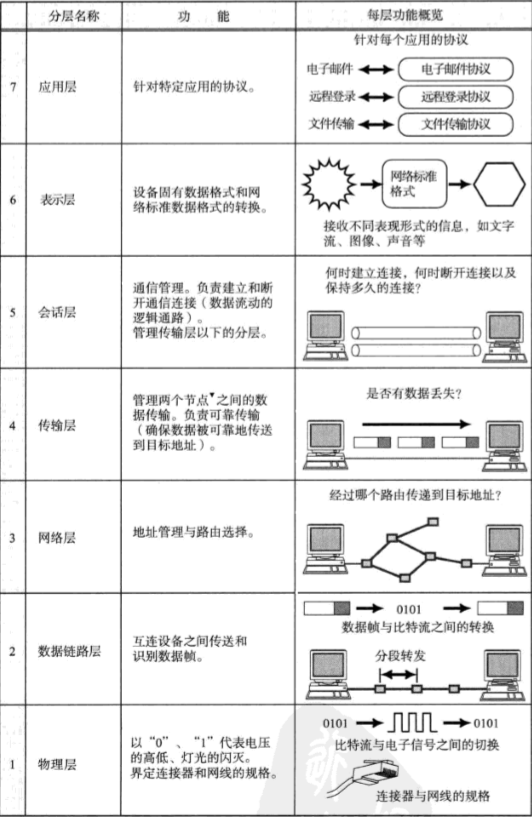 分层名称 功 能 每层功能概览
7 应用层 针对特定应用的协议。
针对每个应用的协议
电子邮件 电子邮件协议
远程登录 远程登录协议
文件传输 文件传输协议
6 表示层 设备固有数据格式和网
络标准数据格式的转换。
网络标准
格式
接收不同表现形式的信息，如文字
流、图像、声音等
5 会话层 通信管理。负责建立和断
开通信连接（数据流动的
逻辑通路）。
管理传输层以下的分层。
何时建立连接，何时断开连接以及
保持多久的连接？
4 传输层 管理两个节点▼之间的数
据传输。负责可靠传输
（确保数据被可靠地传送
到目标地址）。
是否有数据丢失？
3 网络层 地址管理与路由选择。
经过哪个路由传递到目标地址？
2 数据链路层 互连设备之间传送和
识别数据帧。
0101
数据帧与比特流之间的转换
分段转发
1 物理层 以“0”、“1”代表电压
的高低、灯光的闪灭。
界定连接器和网线的规格。
0101 0101
比特流与电子信号之间的切换
连接器与网线的规格